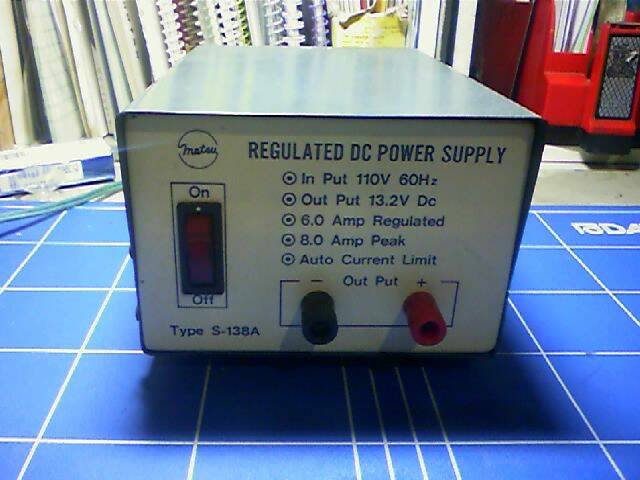 matsu
REGULATED DC POWER SUPPLY
On
In Put 110V 60Hz
Out Put 13.2V Dc
6.0 Amp Regulated
8.0 Amp Peak
Auto Current Limit
Off
− Out Put +
Type S-138A